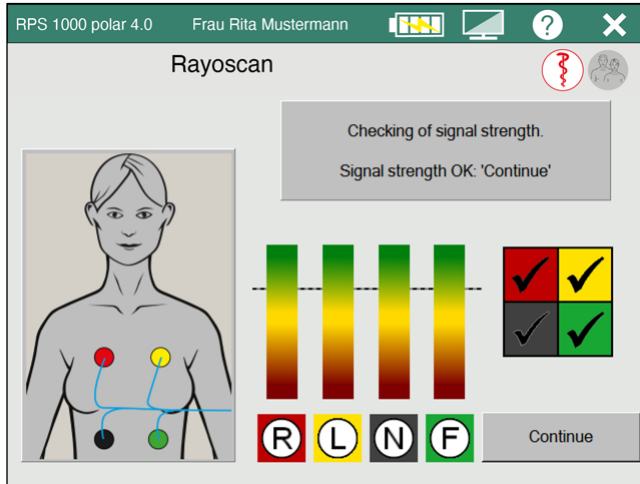 RPS 1000 polar 4.0 Frau Rita Mustermann ?
Rayoscan
Checking of signal strength.
Signal strength OK: 'Continue'
R L N F
Continue